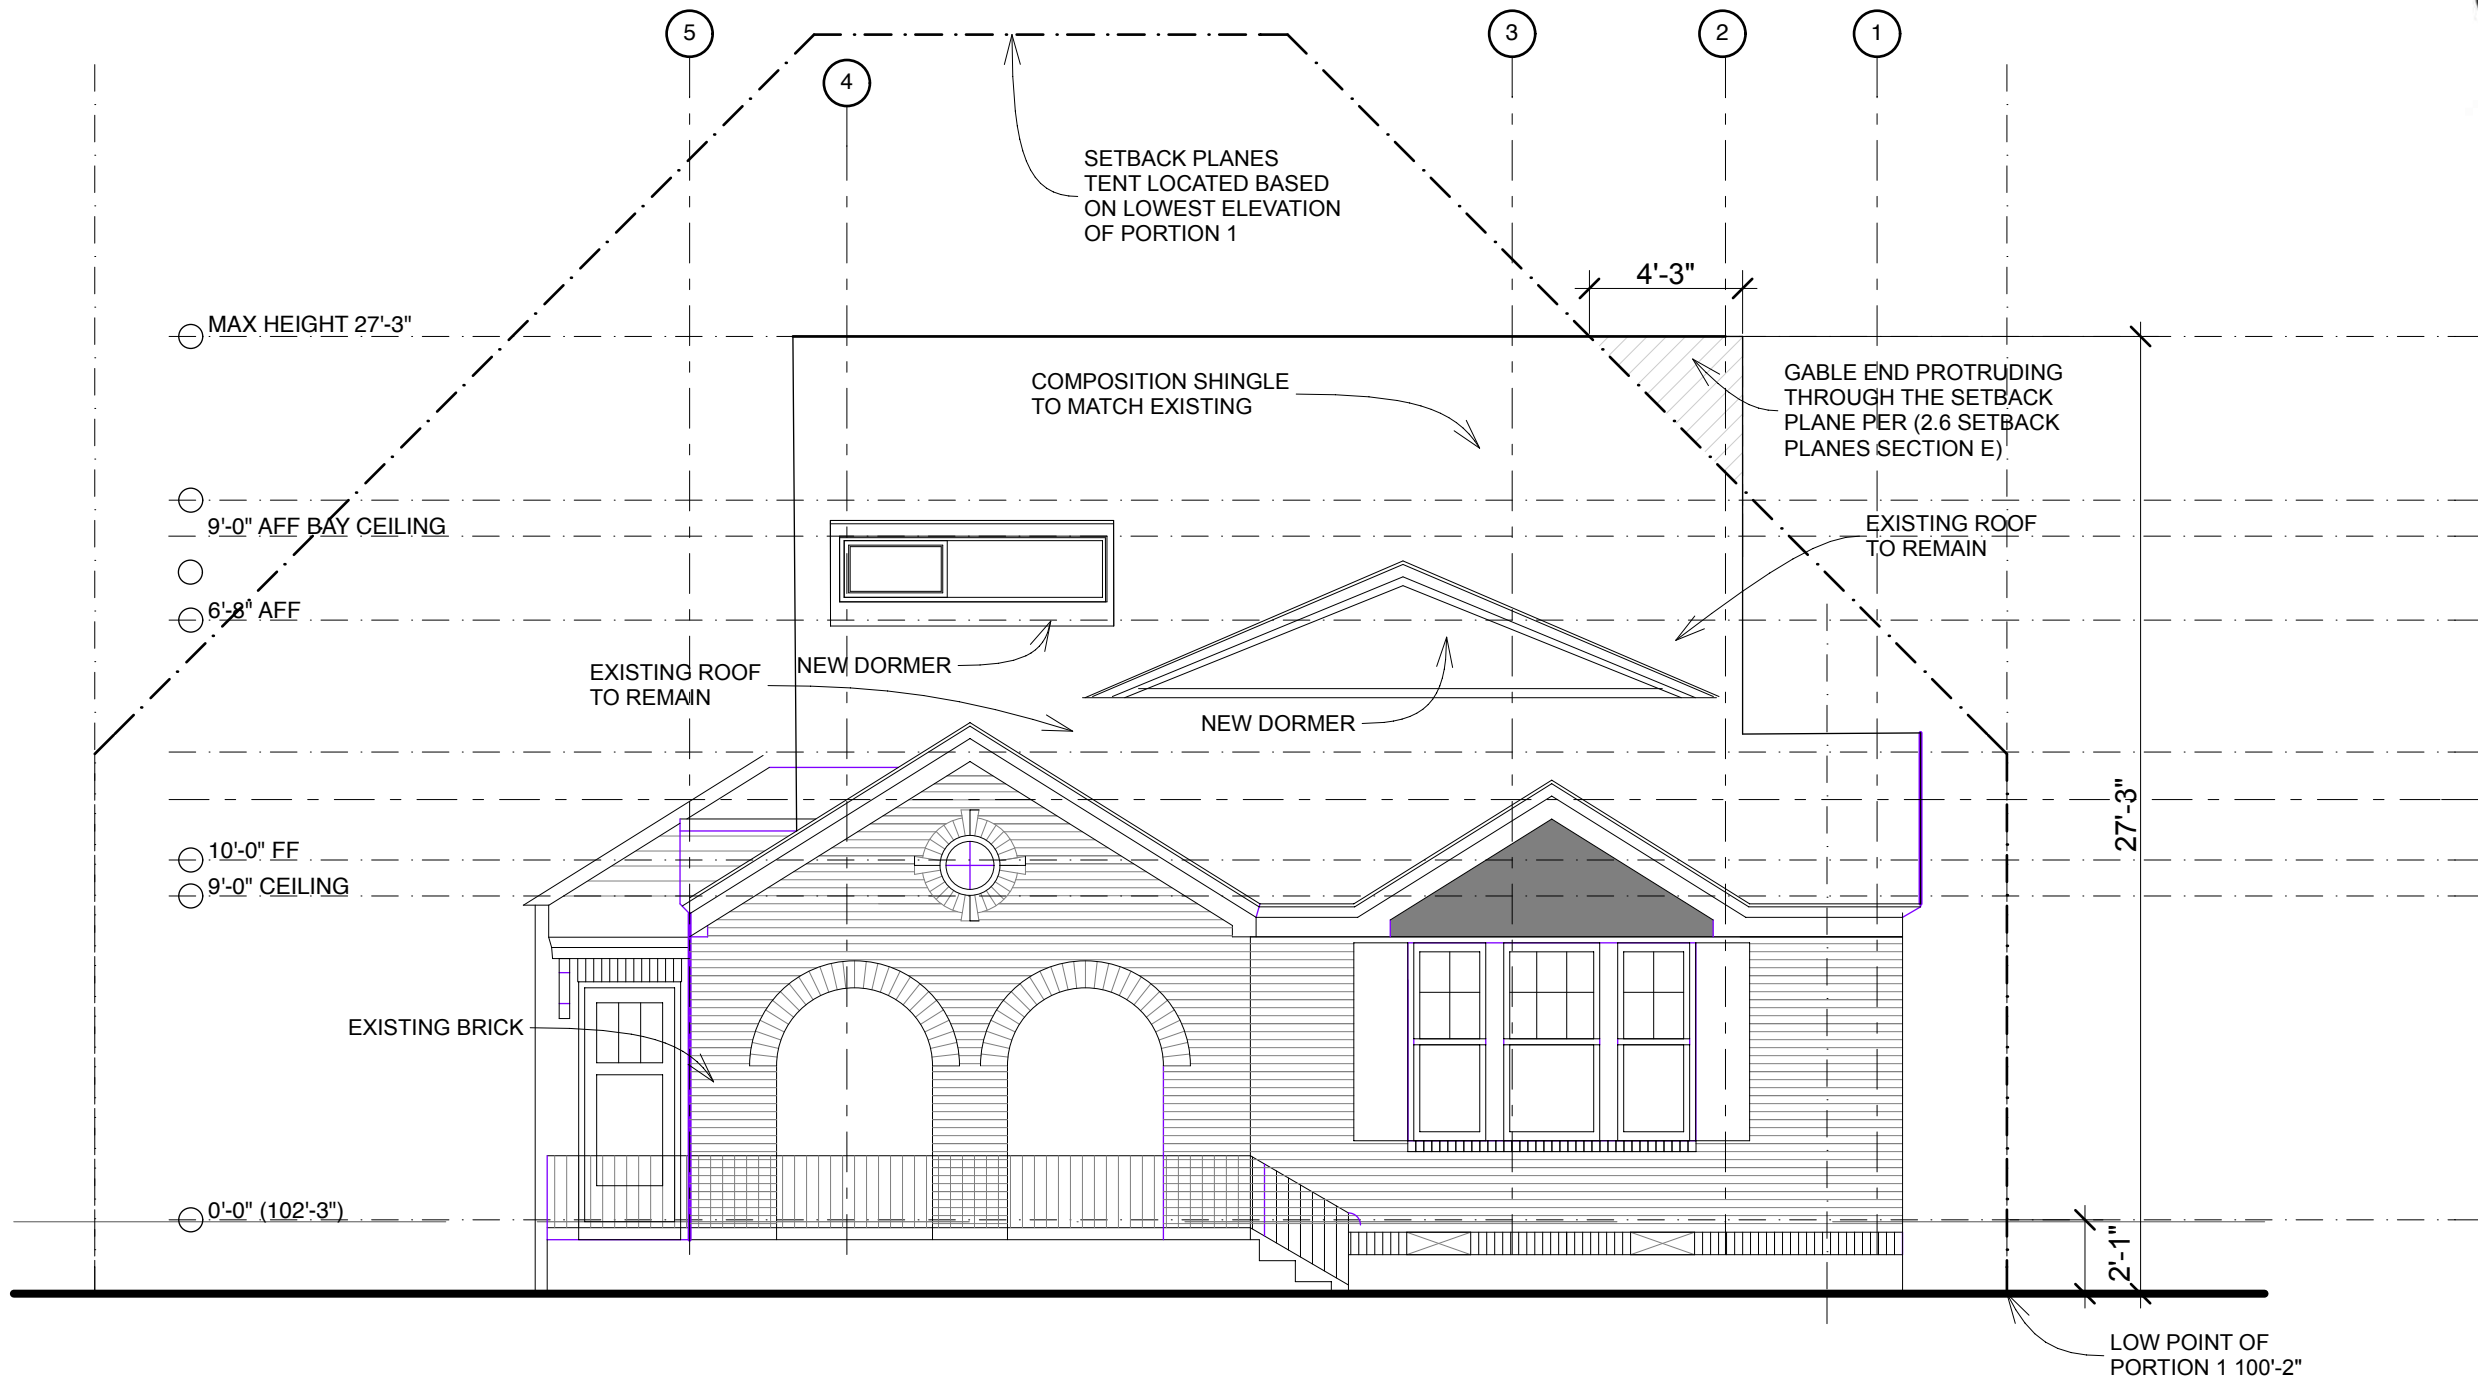 5
4
3
2
1
SETBACK PLANES
TENT LOCATED BASED
ON LOWEST ELEVATION
OF PORTION 1
4'-3"
MAX HEIGHT 27'-3"
COMPOSITION SHINGLE
TO MATCH EXISTING
GABLE END PROTRUDING
THROUGH THE SETBACK
PLANE PER (2.6 SETBACK
PLANES SECTION E)
9'-0" AFF BAY CEILING
EXISTING ROOF
TO REMAIN
6'-8" AFF
NEW DORMER
EXISTING ROOF
TO REMAIN
NEW DORMER
27'-3"
10'-0" FF
9'-0" CEILING
EXISTING BRICK
0'-0" (102'-3")
2'-1"
LOW POINT OF
PORTION 1 100'-2"